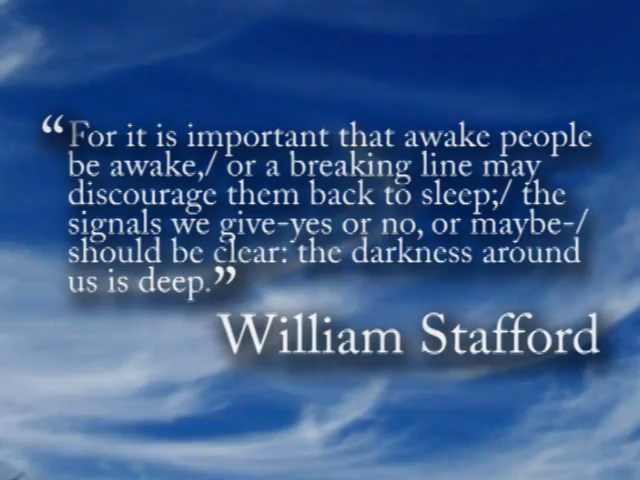 “For it is important that awake people
be awake,/ or a breaking line may
discourage them back to sleep;/ the
signals we give-yes or no, or maybe-/
should be clear: the darkness around
us is deep.”
William Stafford